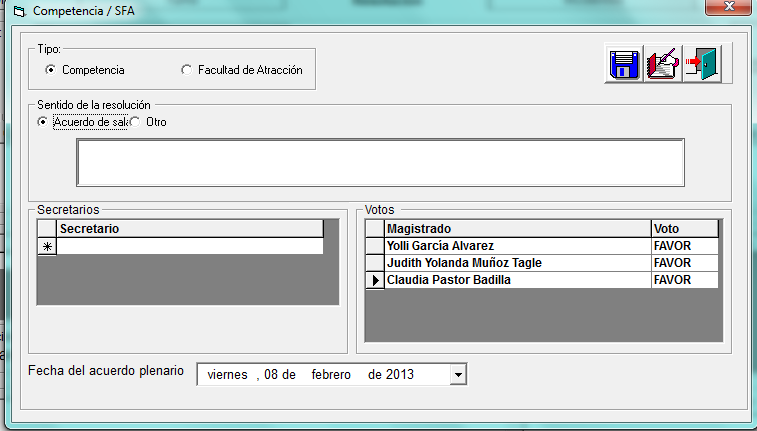 Competencia / SFA
Tipo:
Competencia Facultad de Atracción
Sentido de la resolución
Acuerdo de sala Otro
Secretarios
Secretario
Votos
Magistrado Voto
Yolli García Alvarez FAVOR
Judith Yolanda Muñoz Tagle FAVOR
Claudia Pastor Badilla FAVOR
Fecha del acuerdo plenario viernes , 08 de febrero de 2013